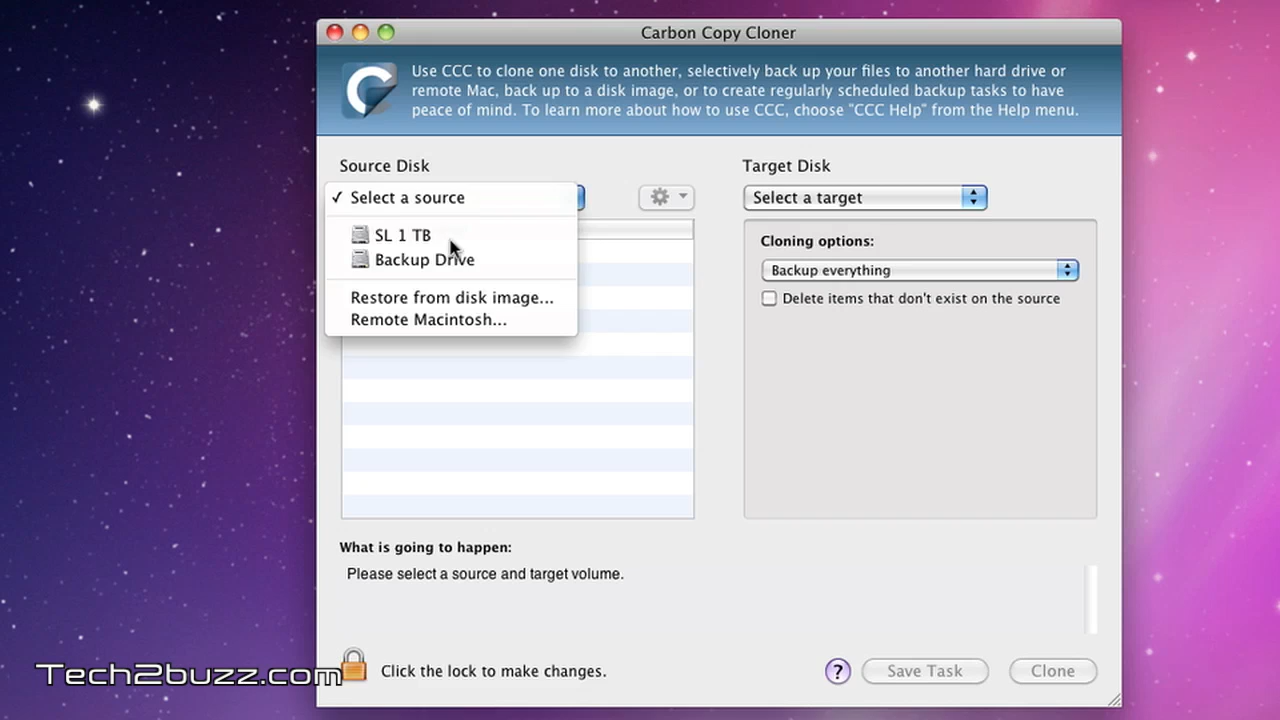 Carbon Copy Cloner
Use CCC to clone one disk to another, selectively back up your files to another hard drive or
remote Mac, back up to a disk image, or to create regularly scheduled backup tasks to have
peace of mind. To learn more about how to use CCC, choose "CCC Help" from the Help menu.
Source Disk
✓ Select a source
SL 1 TB
Backup Drive
Restore from disk image...
Remote Macintosh...
Target Disk
Select a target
Cloning options:
Backup everything
Delete items that don't exist on the source
What is going to happen:
Please select a source and target volume.
Click the lock to make changes.
?
Save Task
Clone
Tech2buzz.com